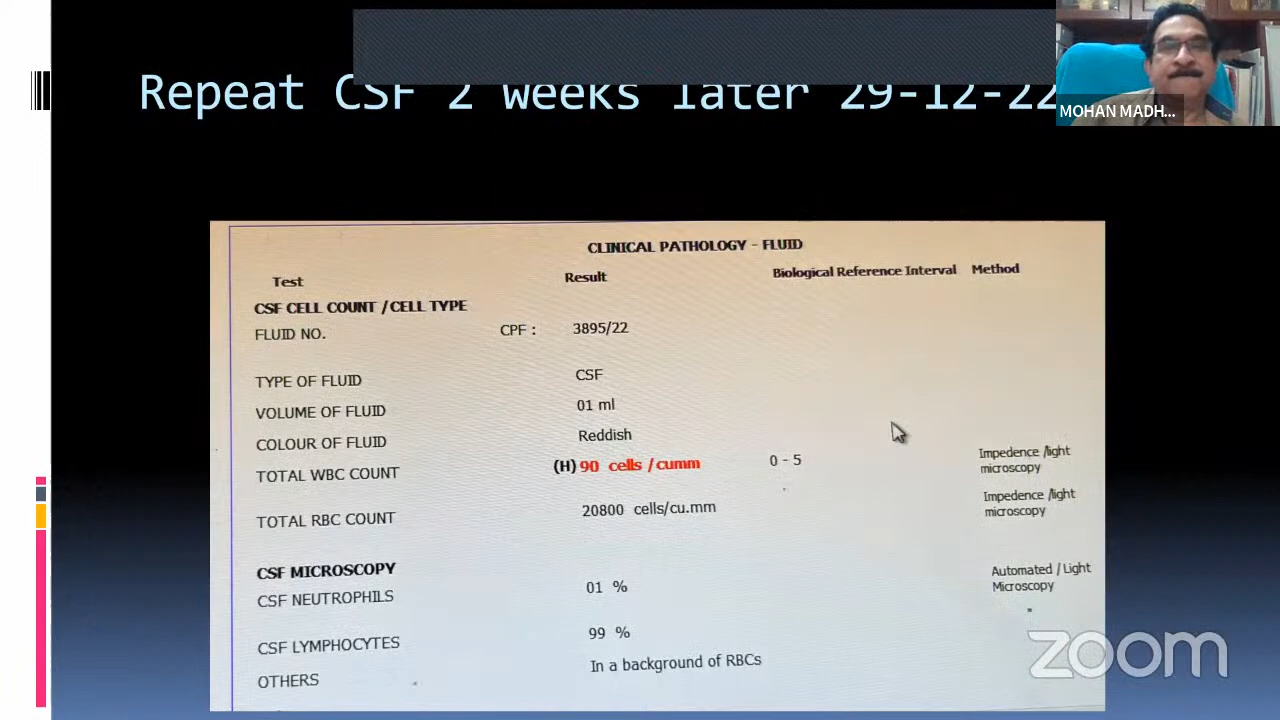 Repeat CSF 2 weeks later 29-12-22
MOHAN MADH...
CLINICAL PATHOLOGY - FLUID
Test Result Biological Reference Interval Method
CSF CELL COUNT / CELL TYPE
FLUID NO. CPF : 3895/22
TYPE OF FLUID CSF
VOLUME OF FLUID 01 ml
COLOUR OF FLUID Reddish
TOTAL WBC COUNT (H) 90 cells /cumm 0 - 5 Impedence /light
microscopy
TOTAL RBC COUNT 20800 cells/cu.mm Impedence /light
microscopy
CSF MICROSCOPY
CSF NEUTROPHILS 01 % Automated / Light
Microscopy
CSF LYMPHOCYTES 99 %
OTHERS In a background of RBCs
zoom